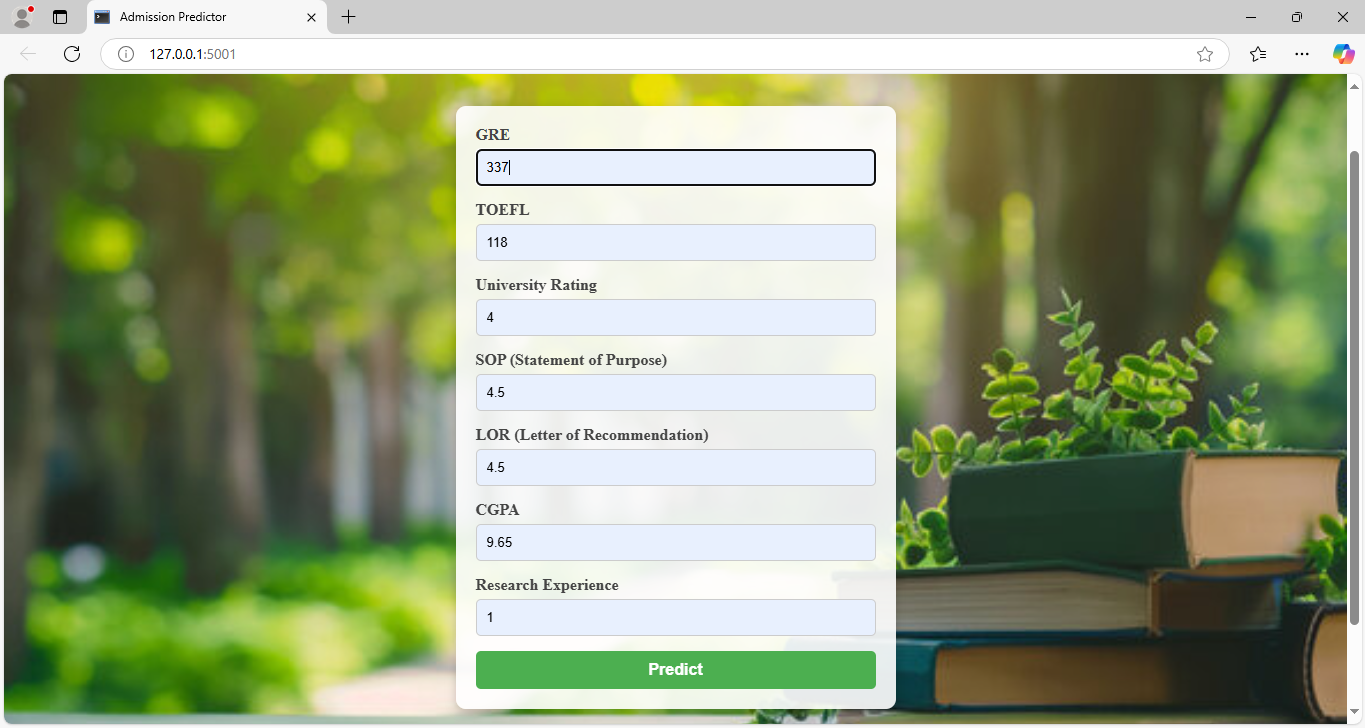 Admission Predictor
127.0.0.1:5001
GRE
337
TOEFL
118
University Rating
4
SOP (Statement of Purpose)
4.5
LOR (Letter of Recommendation)
4.5
CGPA
9.65
Research Experience
1
Predict